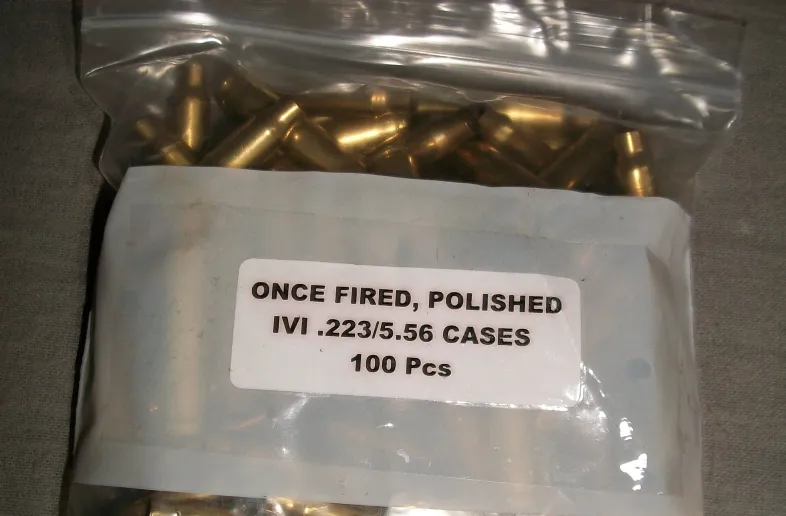 ONCE FIRED, POLISHED
IVI .223/5.56 CASES
100 Pcs